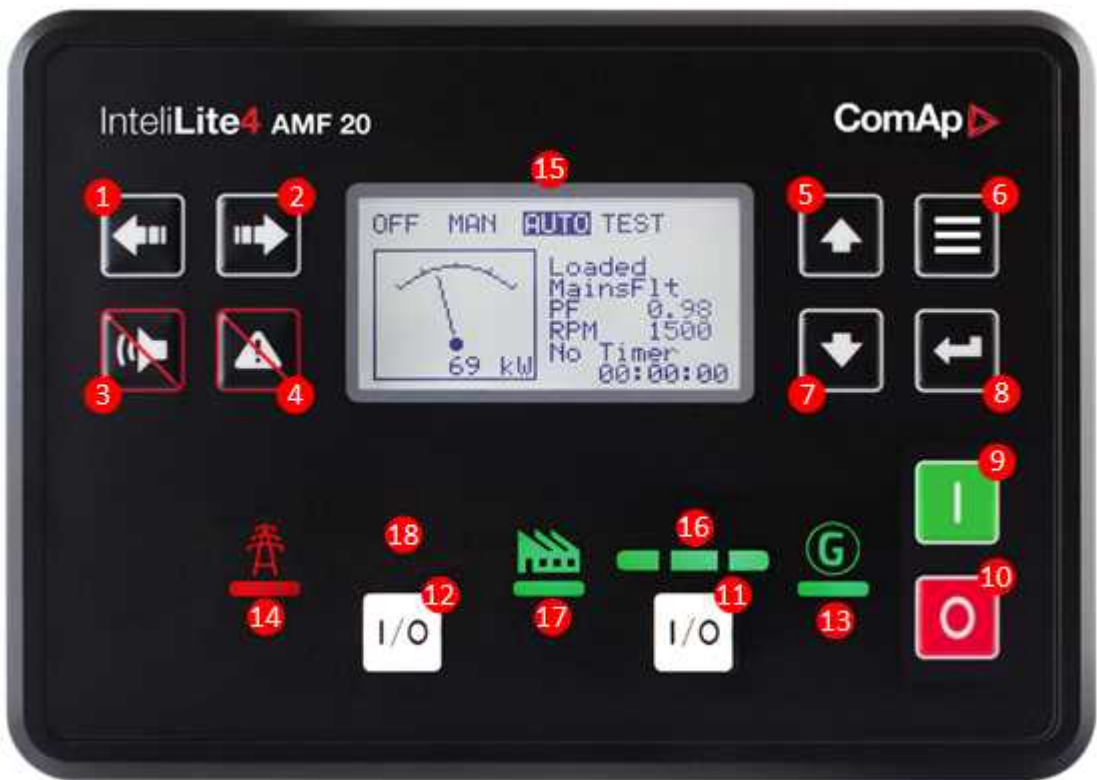 InteliLite4 AMF 20
ComAp
15
1
2
5
6
OFF MAN AUTO TEST
Loaded
MainsFlt
PF 0.98
RPM 1500
No Timer
00:00:00
69 kW
3
4
7
8
9
I
18
16
G
12
11
10
14
I/O
17
I/O
13
O